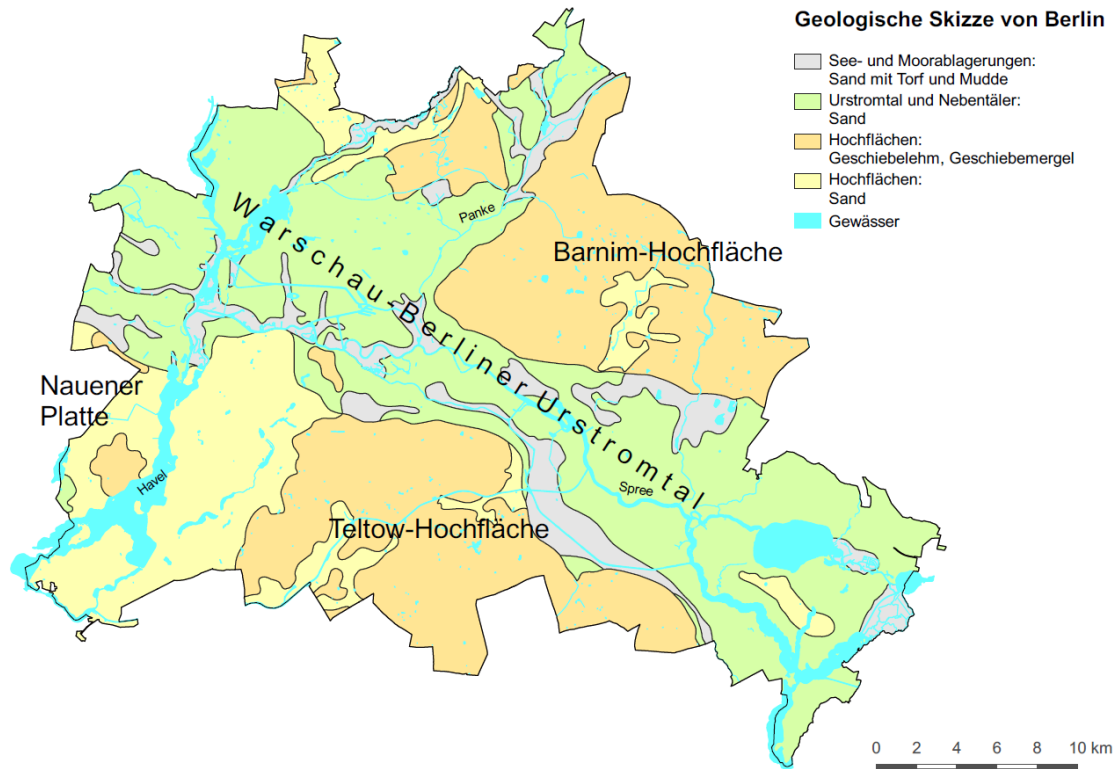 Geologische Skizze von Berlin
See- und Moorablagerungen:
Sand mit Torf und Mudde
Urstromtal und Nebentäler:
Sand
Hochflächen:
Geschiebelehm, Geschiebemergel
Hochflächen:
Sand
Gewässer
Warschau-Berliner Urstromtal
Panke
Barnim-Hochfläche
Nauener
Platte
Havel
Spree
Teltow-Hochfläche
0 2 4 6 8 10 km